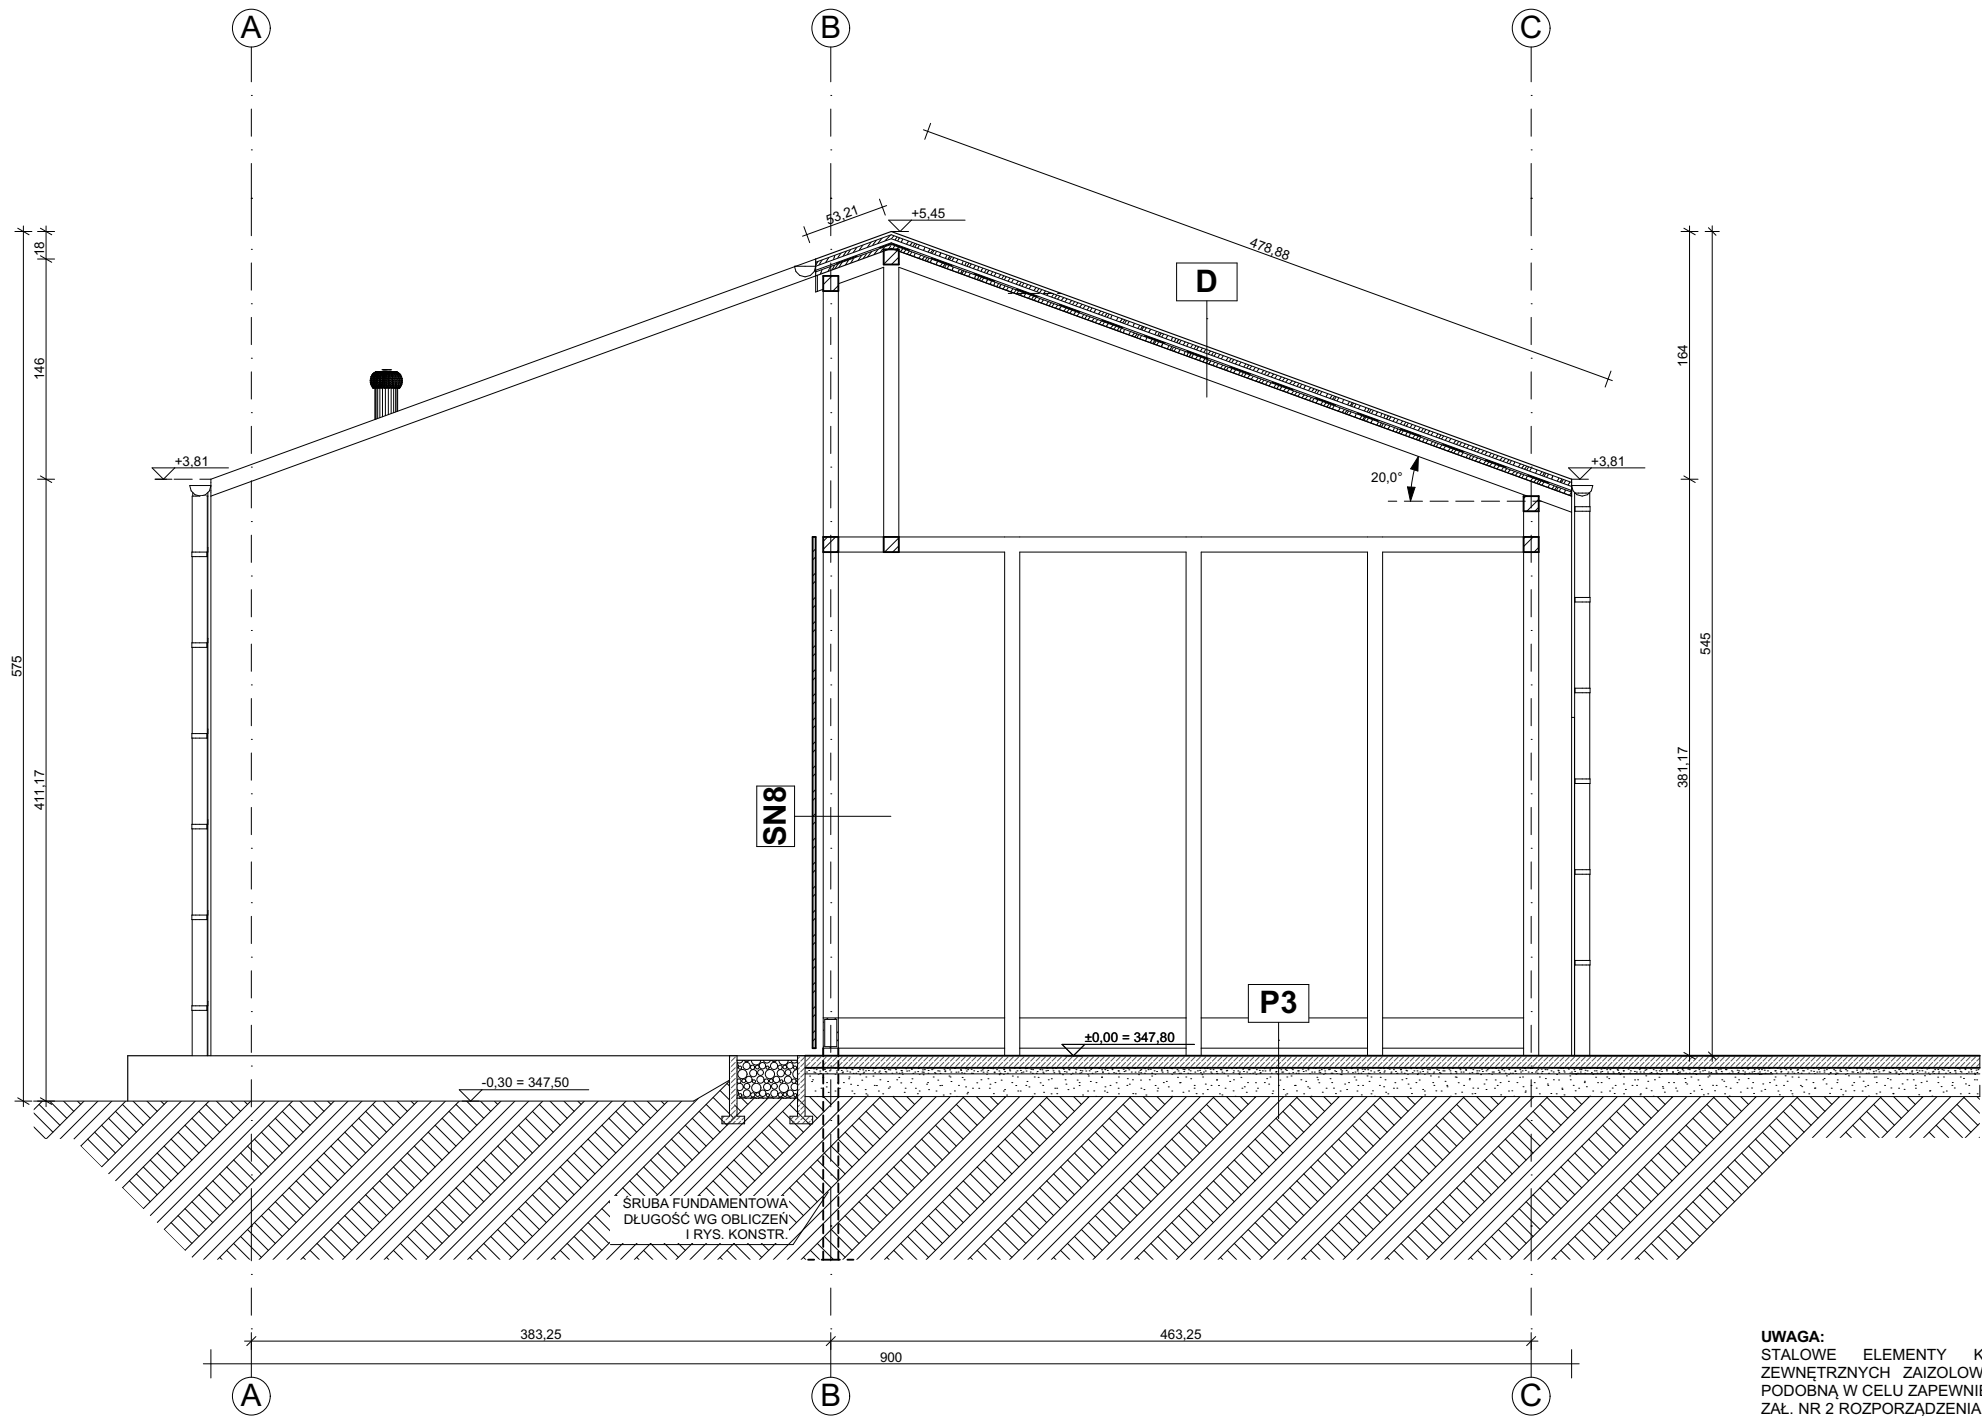 A
B
C
53,21
+5,45
478,88
D
18
146
411,17
575
+3,81
+3,81
20,0°
164
381,17
545
SN8
P3
±0,00 = 347,80
-0,30 = 347,50
ŚRUBA FUNDAMENTOWA
DŁUGOŚĆ WG OBLICZEŃ
I RYS. KONSTR.
383,25
463,25
900
A
B
C
UWAGA:
STALOWE ELEMENTY K
ZEWNĘTRZNYCH ZAIZOLOW
PODOBNĄ W CELU ZAPEWNIE
ZAŁ. NR 2 ROZPORZĄDZENIA